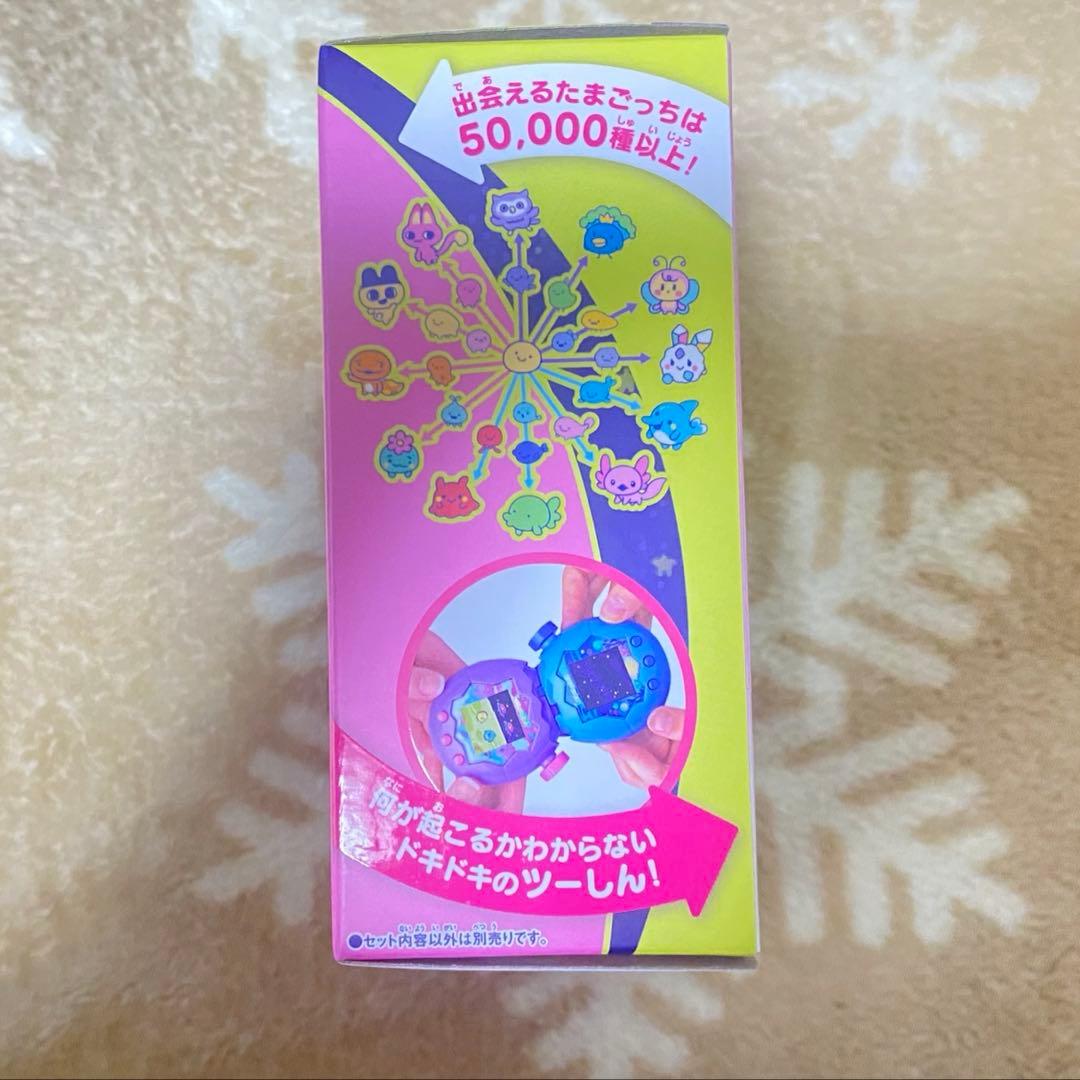 出会えるたまごっちは
50,000種以上!
何が起こるかわからない
ドキドキのツーしん!
●セット内容以外は別売りです。